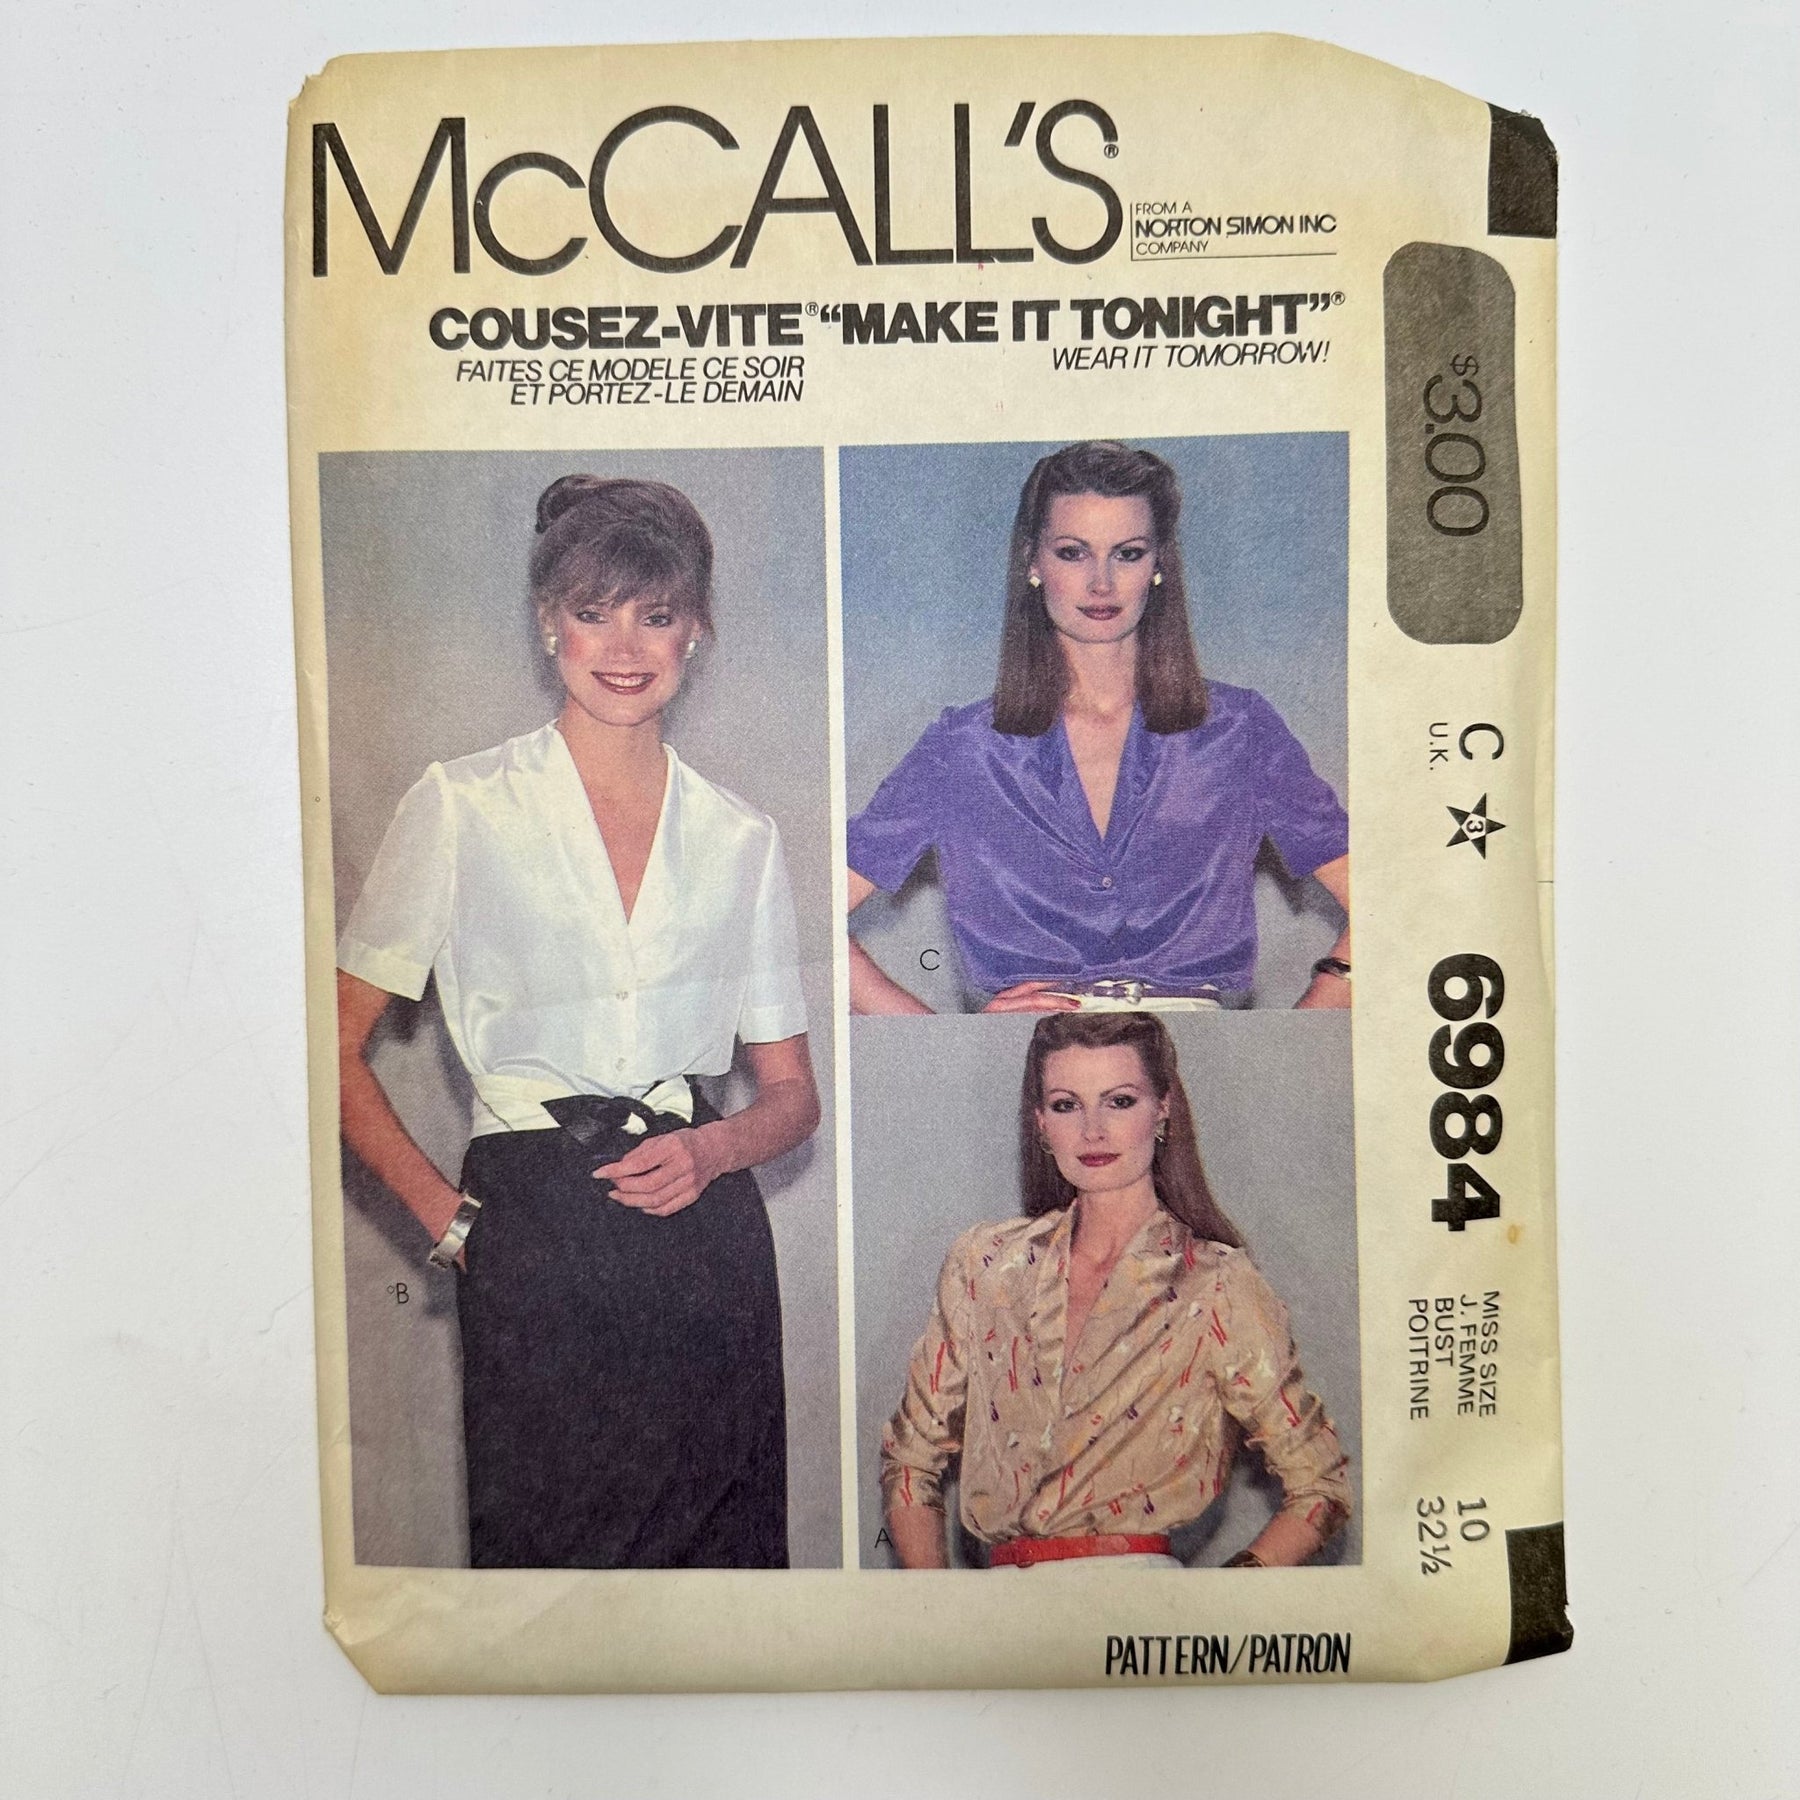 McCALL'S®
FROM A
NORTON SIMON INC
COMPANY
COUSEZ-VITE® "MAKE IT TONIGHT"®
FAITES CE MODELE CE SOIR
ET PORTEZ-LE DEMAIN
WEAR IT TOMORROW!
$3.00
C
U.K.
3
6984
MISS SIZE 10
J. FEMME
BUST 32½
POITRINE
C
B
A
PATTERN/PATRON